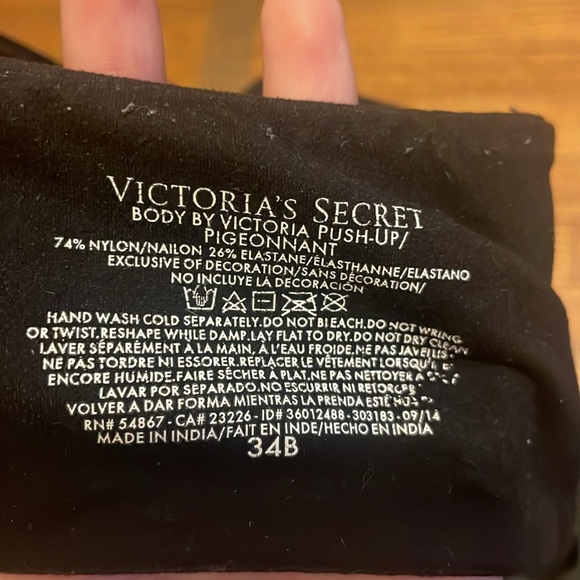 VICTORIA'S SECRET
BODY BY VICTORIA PUSH-UP/
PIGEONNANT
74% NYLON/NAILON 26% ELASTANE/ÉLASTHANNE/ELASTANO
EXCLUSIVE OF DECORATION/SANS DÉCORATION/
NO INCLUYE LA DECORACIÓN
HAND WASH COLD SEPARATELY.DO NOT BLEACH.DO NOT WRING
OR TWIST.RESHAPE WHILE DAMP.LAY FLAT TO DRY.DO NOT DRY CLEAN
LAVER SÉPARÉMENT À LA MAIN, À L'EAU FROIDE.NE PAS
NE PAS TORDRE NI ESSORER.REPLACER LE VÊTEMENT
ENCORE HUMIDE.FAIRE SÉCHER À PLAT.NE PAS NETTOYER À
LAVAR POR SEPARADO.NO ESCURRIR NI
VOLVER A DAR FORMA MIENTRAS LA PRENDA ESTÉ
RN# 54867 - CA# 23226 - ID# 36012488 - 303183 - 09/14
MADE IN INDIA/FAIT EN INDE/HECHO EN INDIA
34B